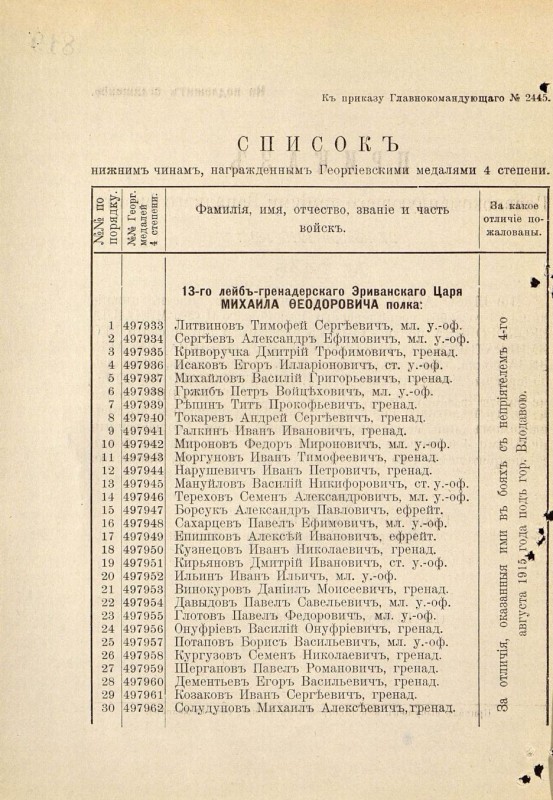 Къ приказу Главнокомандующаго № 2445.
СПИСОКЪ
нижнимъ чинамъ, награжденнымъ Георгіевскими медалями 4 степени.
№№ по порядку.
№№ Георг. медалей 4 степени.
Фамилія, имя, отчество, званіе и часть войскъ.
За какое отличіе пожалованы.
13-го лейбъ-гренадерскаго Эриванскаго Царя
МИХАИЛА ѲЕОДОРОВИЧА полка:
1 497933 Литвиновъ Тимофей Сергѣевичъ, мл. у.-оф.
2 497934 Сергѣевъ Александръ Ефимовичъ, мл. у.-оф.
3 497935 Криворучка Дмитрій Трофимовичъ, гренад.
4 497936 Исаковъ Егоръ Илларіоновичъ, ст. у.-оф.
5 497937 Михайловъ Василій Григорьевичъ, гренад.
6 497938 Гржибъ Петръ Войцѣховичъ, мл. у.-оф.
7 497939 Рѣпинъ Титъ Прокофьевичъ, гренад.
8 497940 Токаревъ Андрей Сергѣевичъ, гренад.
9 497941 Галкинъ Иванъ Ивановичъ, гренад.
10 497942 Мироновъ Федоръ Мироновичъ, мл. у.-оф.
11 497943 Моргуновъ Иванъ Тимофеевичъ, гренад.
12 497944 Нарушевичъ Иванъ Петровичъ, гренад.
13 497945 Мануйловъ Василій Никифоровичъ, ст. у.-оф.
14 497946 Тереховъ Семенъ Александровичъ, мл. у.-оф.
15 497947 Борсукъ Александръ Павловичъ, ефрейт.
16 497948 Сахарцевъ Павелъ Ефимовичъ, мл. у.-оф.
17 497949 Епишковъ Алексѣй Ивановичъ, ефрейт.
18 497950 Кузнецовъ Иванъ Николаевичъ, гренад.
19 497951 Кирьяновъ Дмитрій Ивановичъ, ст. у.-оф.
20 497952 Ильинъ Иванъ Ильичъ, мл. у.-оф.
21 497953 Винокуровъ Даніилъ Моисеевичъ, гренад.
22 497954 Давыдовъ Павелъ Савельевичъ, мл. у.-оф.
23 497955 Глотовъ Павелъ Федоровичъ, мл. у.-оф.
24 497956 Онуфріевъ Василій Онуфріевичъ, гренад.
25 497957 Потаповъ Борисъ Васильевичъ, мл. у.-оф.
26 497958 Кургузовъ Семенъ Николаевичъ, гренад.
27 497959 Шергановъ Павелъ Романовичъ, гренад.
28 497960 Дементьевъ Егоръ Васильевичъ, гренад.
29 497961 Козаковъ Иванъ Сергѣевичъ, гренад.
30 497962 Солудуповъ Михаилъ Алексѣевичъ, гренад.
За отличія, оказанныя ими въ бояхъ съ непріятелемъ 4-го
августа 1915 года подъ гор. Влодавою.